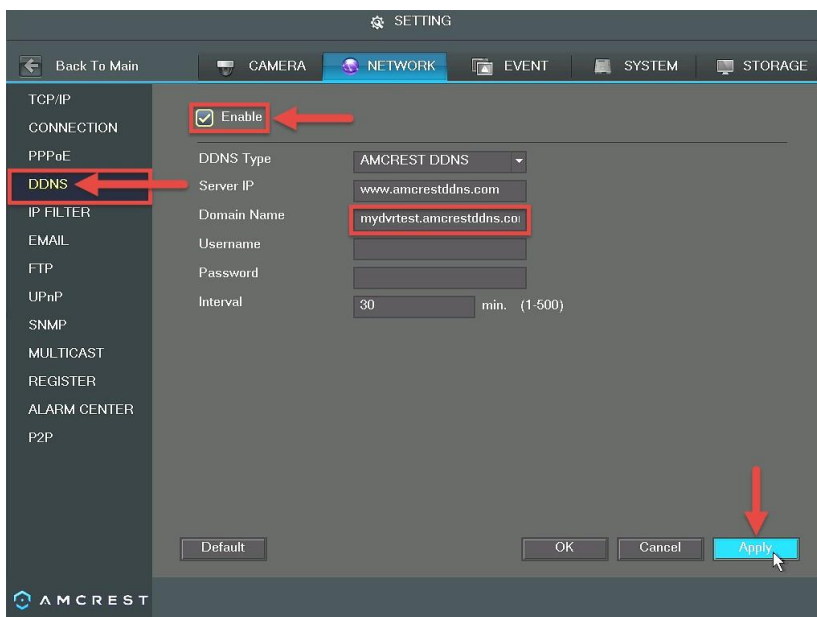 SETTING
Back To Main
CAMERA
NETWORK
EVENT
SYSTEM
STORAGE
TCP/IP
CONNECTION
PPPoE
DDNS
IP FILTER
EMAIL
FTP
UPnP
SNMP
MULTICAST
REGISTER
ALARM CENTER
P2P
Enable
DDNS Type AMCREST DDNS
Server IP www.amcrestddns.com
Domain Name mydvrtest.amcrestddns.co
Username
Password
Interval 30 min. (1-500)
Default
OK
Cancel
Apply
AMCREST